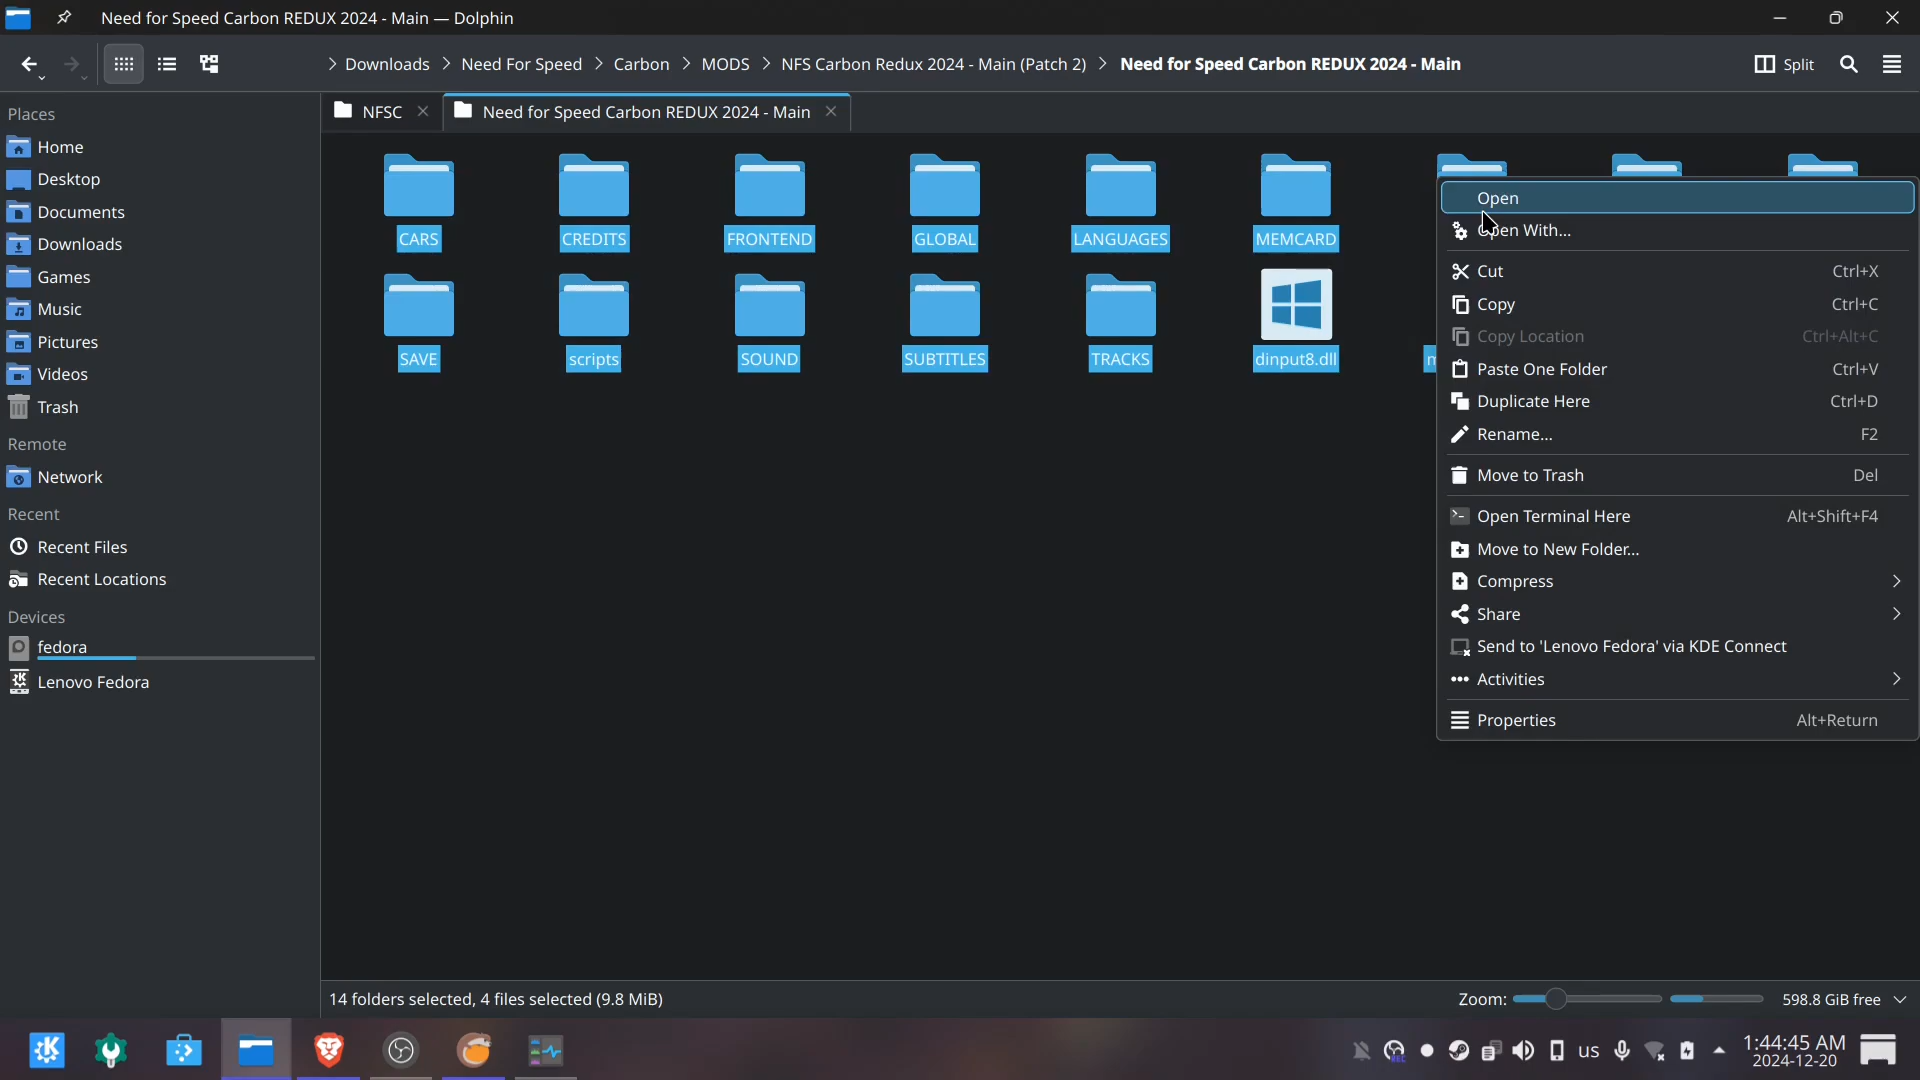 Need for Speed Carbon REDUX 2024 - Main — Dolphin
Downloads > Need For Speed > Carbon > MODS > NFS Carbon Redux 2024 - Main (Patch 2) > Need for Speed Carbon REDUX 2024 - Main
Split
Places
Home
Desktop
Documents
Downloads
Games
Music
Pictures
Videos
Trash
Remote
Network
Recent
Recent Files
Recent Locations
Devices
fedora
Lenovo Fedora
NFSC
Need for Speed Carbon REDUX 2024 - Main
CARS CREDITS FRONTEND GLOBAL LANGUAGES MEMCARD
SAVE scripts SOUND SUBTITLES TRACKS dinput8.dll
Open
Open With...
Cut Ctrl+X
Copy Ctrl+C
Copy Location Ctrl+Alt+C
Paste One Folder Ctrl+V
Duplicate Here Ctrl+D
Rename... F2
Move to Trash Del
Open Terminal Here Alt+Shift+F4
Move to New Folder...
Compress
Share
Send to 'Lenovo Fedora' via KDE Connect
Activities
Properties Alt+Return
14 folders selected, 4 files selected (9.8 MiB)
Zoom:
598.8 GiB free
us
1:44:45 AM
2024-12-20